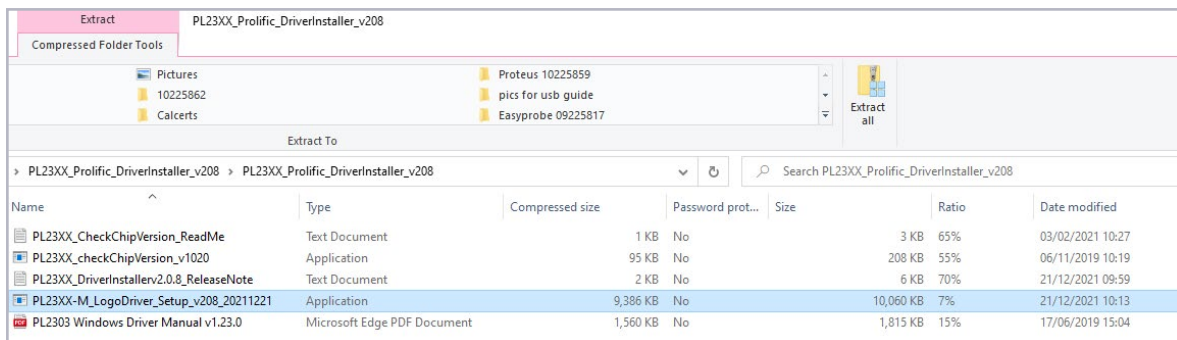 Extract PL23XX_Prolific_DriverInstaller_v208
Compressed Folder Tools
Pictures Proteus 10225859
10225862 pics for usb guide
Calcerts Easyprobe 09225817
Extract all
Extract To
> PL23XX_Prolific_DriverInstaller_v208 > PL23XX_Prolific_DriverInstaller_v208 Search PL23XX_Prolific_DriverInstaller_v208
Name Type Compressed size Password prot... Size Ratio Date modified
PL23XX_CheckChipVersion_ReadMe Text Document 1 KB No 3 KB 65% 03/02/2021 10:27
PL23XX_checkChipVersion_v1020 Application 95 KB No 208 KB 55% 06/11/2019 10:19
PL23XX_DriverInstallerv2.0.8_ReleaseNote Text Document 2 KB No 6 KB 70% 21/12/2021 09:59
PL23XX-M_LogoDriver_Setup_v208_20211221 Application 9,386 KB No 10,060 KB 7% 21/12/2021 10:13
PDF PL2303 Windows Driver Manual v1.23.0 Microsoft Edge PDF Document 1,560 KB No 1,815 KB 15% 17/06/2019 15:04